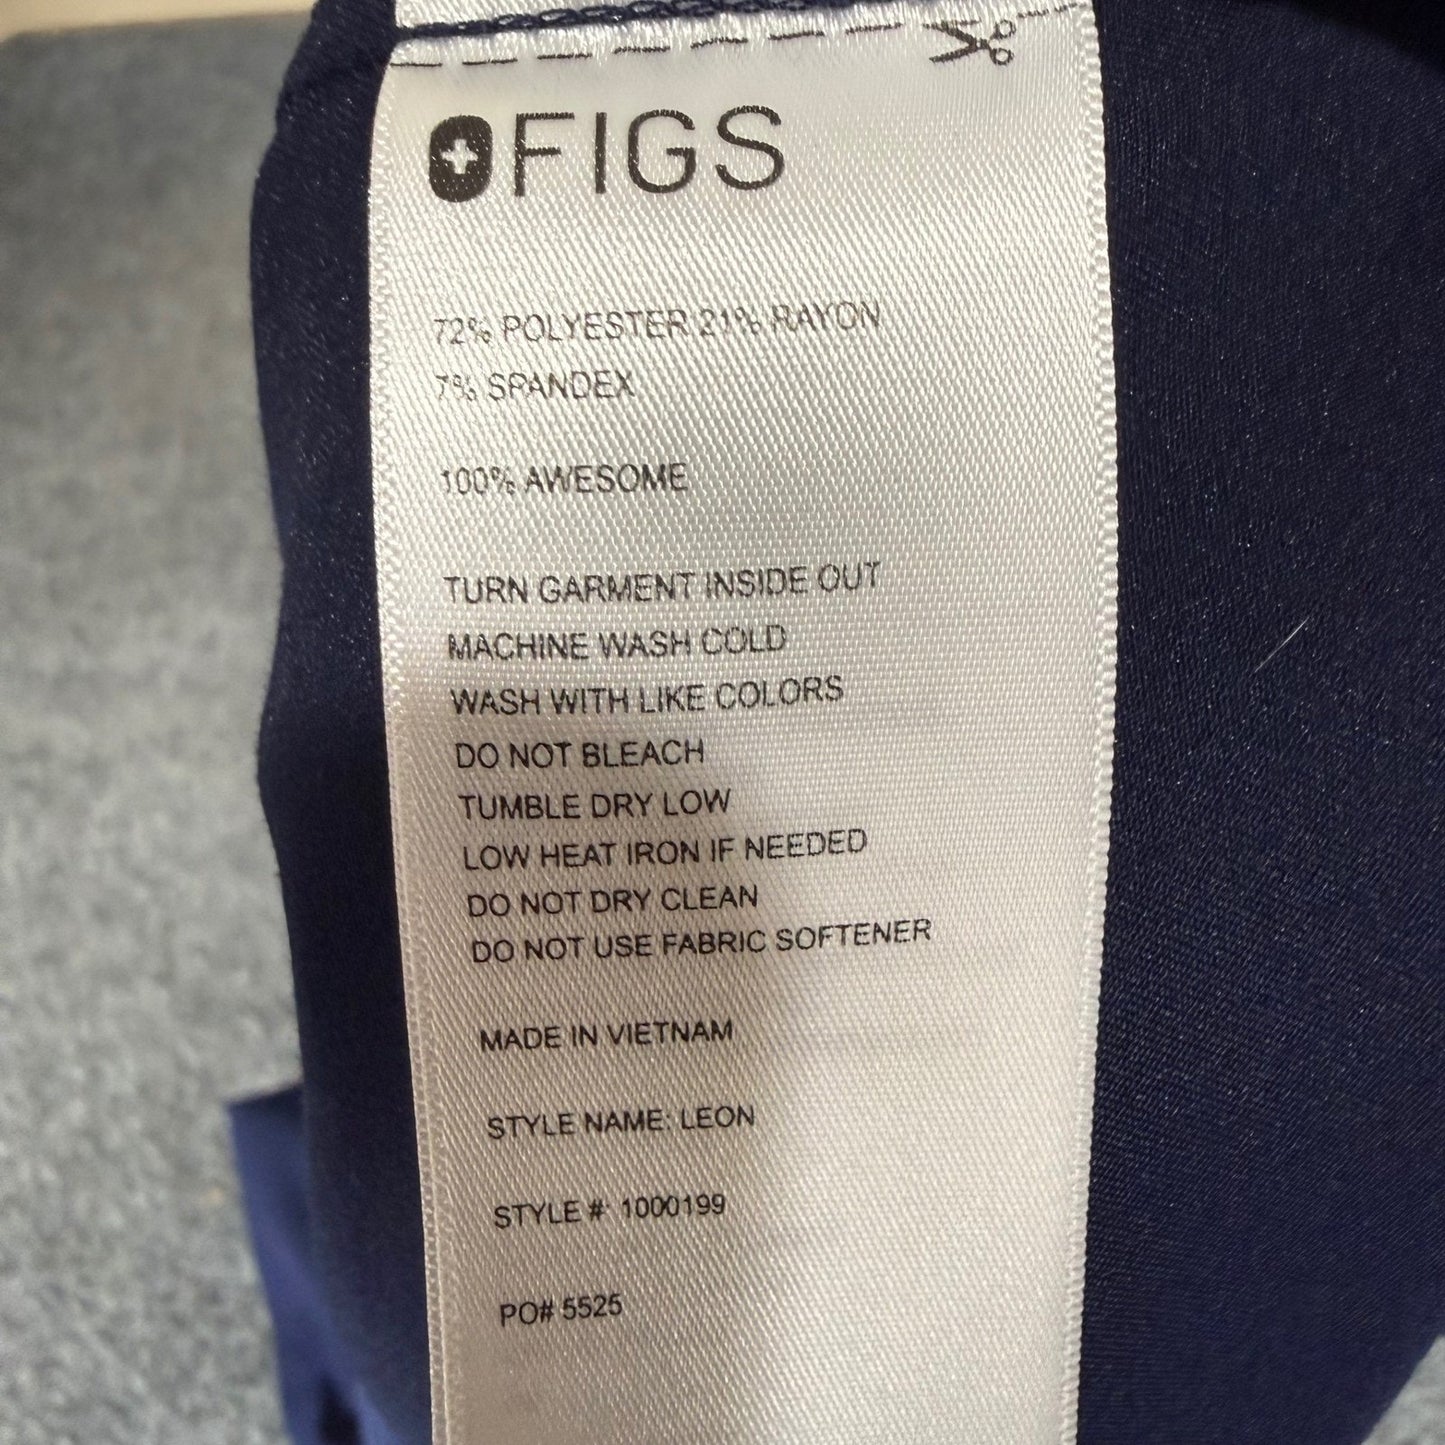 FIGS
72% POLYESTER 21% RAYON
7% SPANDEX
100% AWESOME
TURN GARMENT INSIDE OUT
MACHINE WASH COLD
WASH WITH LIKE COLORS
DO NOT BLEACH
TUMBLE DRY LOW
LOW HEAT IRON IF NEEDED
DO NOT DRY CLEAN
DO NOT USE FABRIC SOFTENER
MADE IN VIETNAM
STYLE NAME: LEON
STYLE #: 1000199
PO# 5525